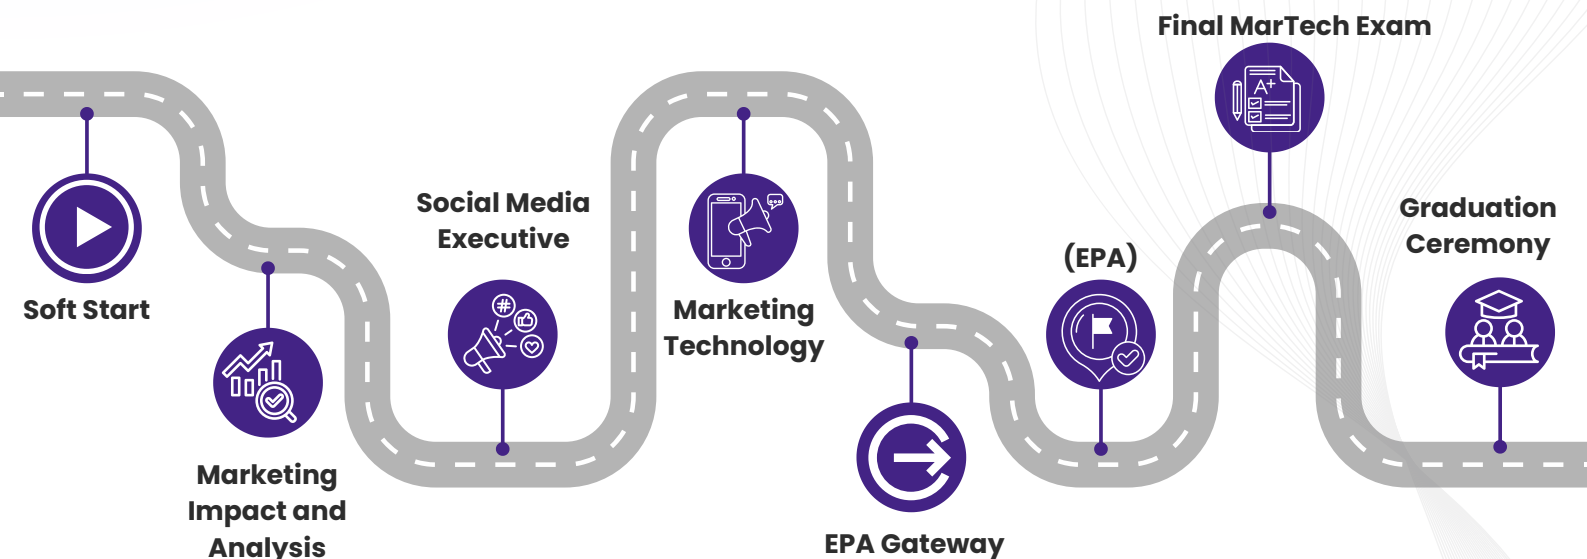 Soft Start
Marketing
Impact and
Analysis
Social Media
Executive
#
Marketing
Technology
EPA Gateway
(EPA)
Final MarTech Exam
A+
Graduation
Ceremony